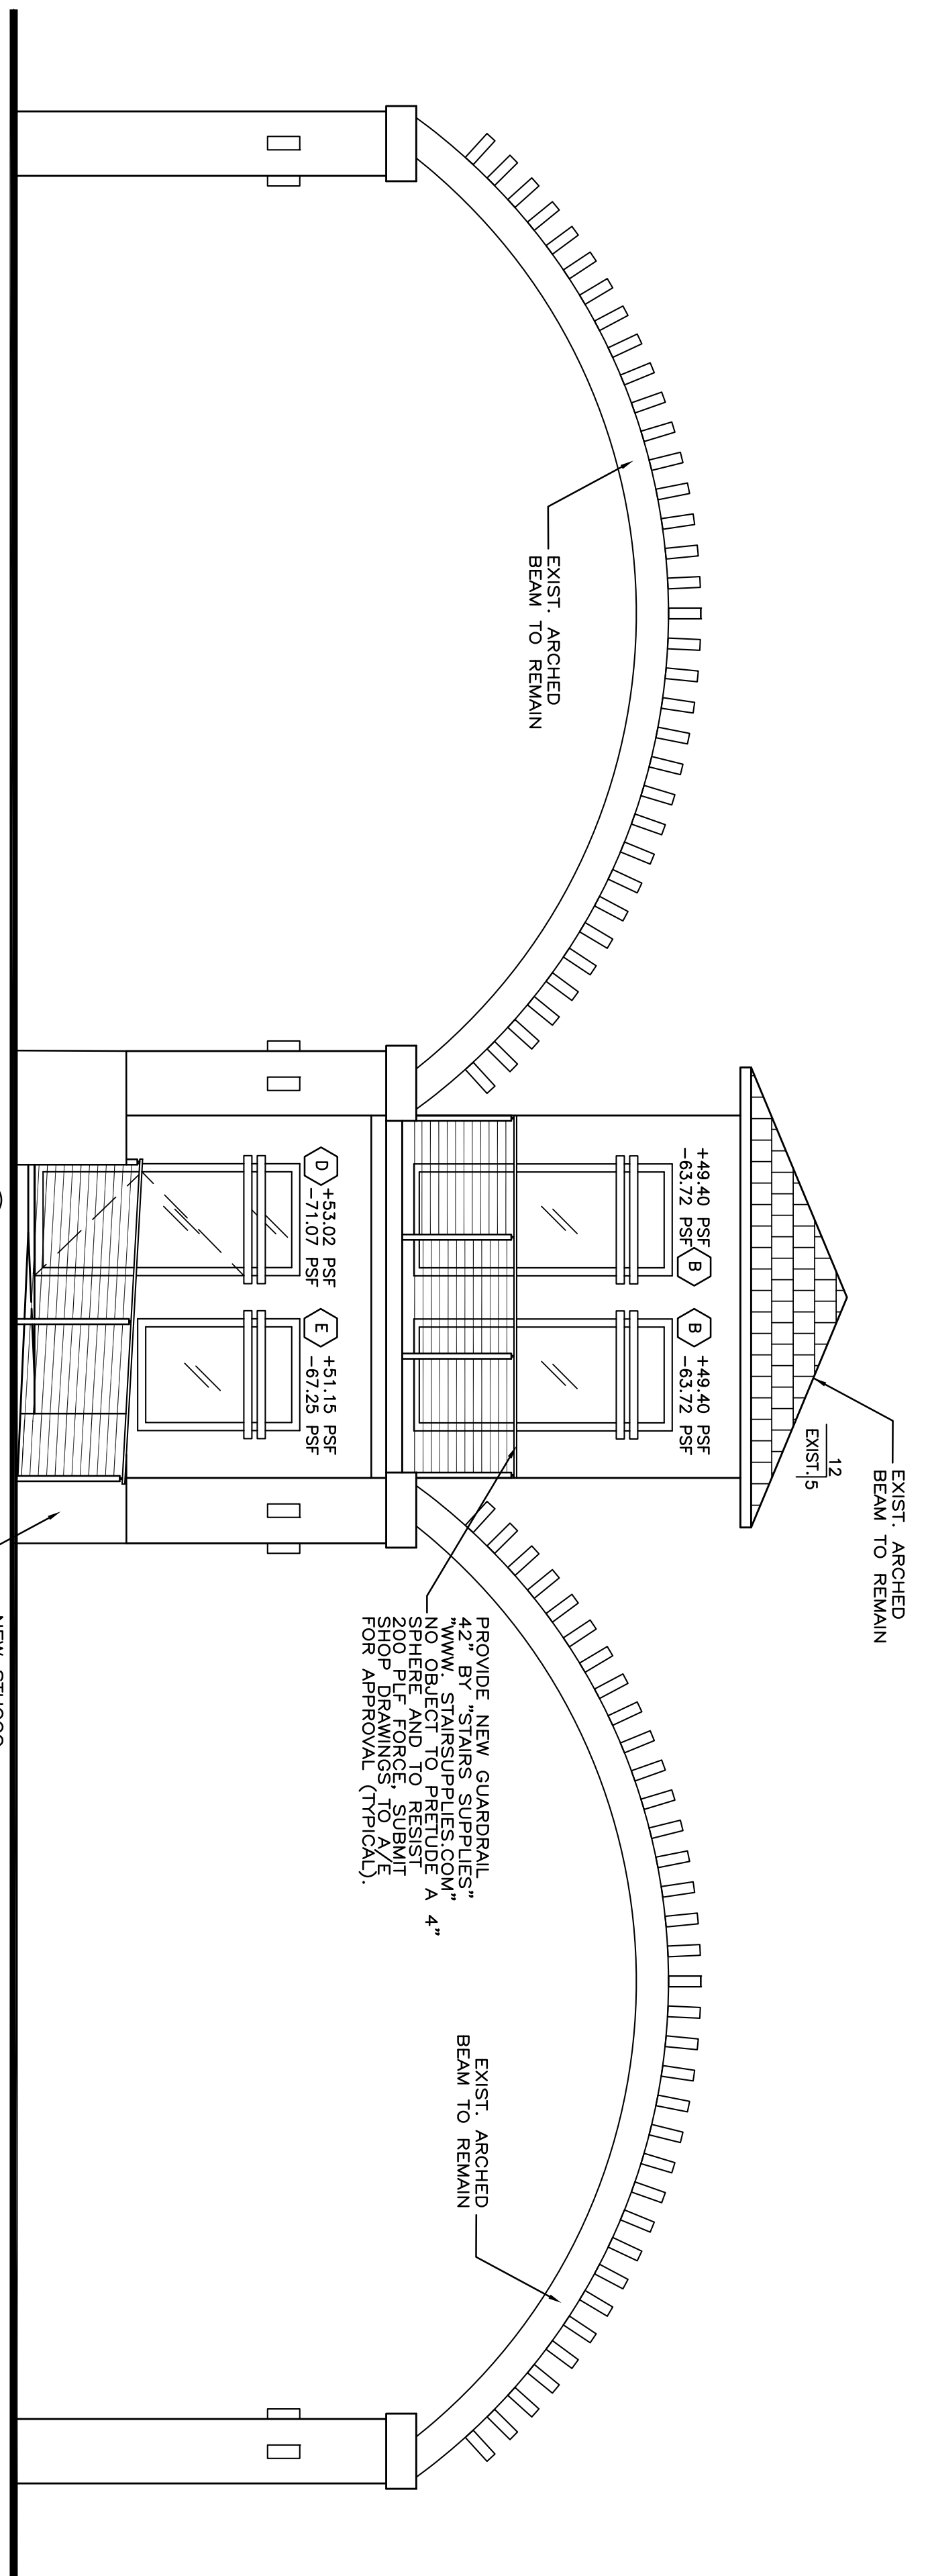 EXIST. ARCHED
BEAM TO REMAIN
12
EXIST. 5
EXIST. ARCHED
BEAM TO REMAIN
+49.40 PSF
-63.72 PSF
B
B
+49.40 PSF
-63.72 PSF
D
+53.02 PSF
-71.07 PSF
E
+51.15 PSF
-67.25 PSF
PROVIDE NEW GUARDRAIL
42" BY "STAIRS SUPPLIES"
"WWW. STAIRSUPPLIES.COM"
NO OBJECT TO PRETUDE A 4"
SPHERE AND TO RESIST
200 PLF FORCE, SUBMIT
SHOP DRAWINGS TO A/E
FOR APPROVAL (TYPICAL).
EXIST. ARCHED
BEAM TO REMAIN